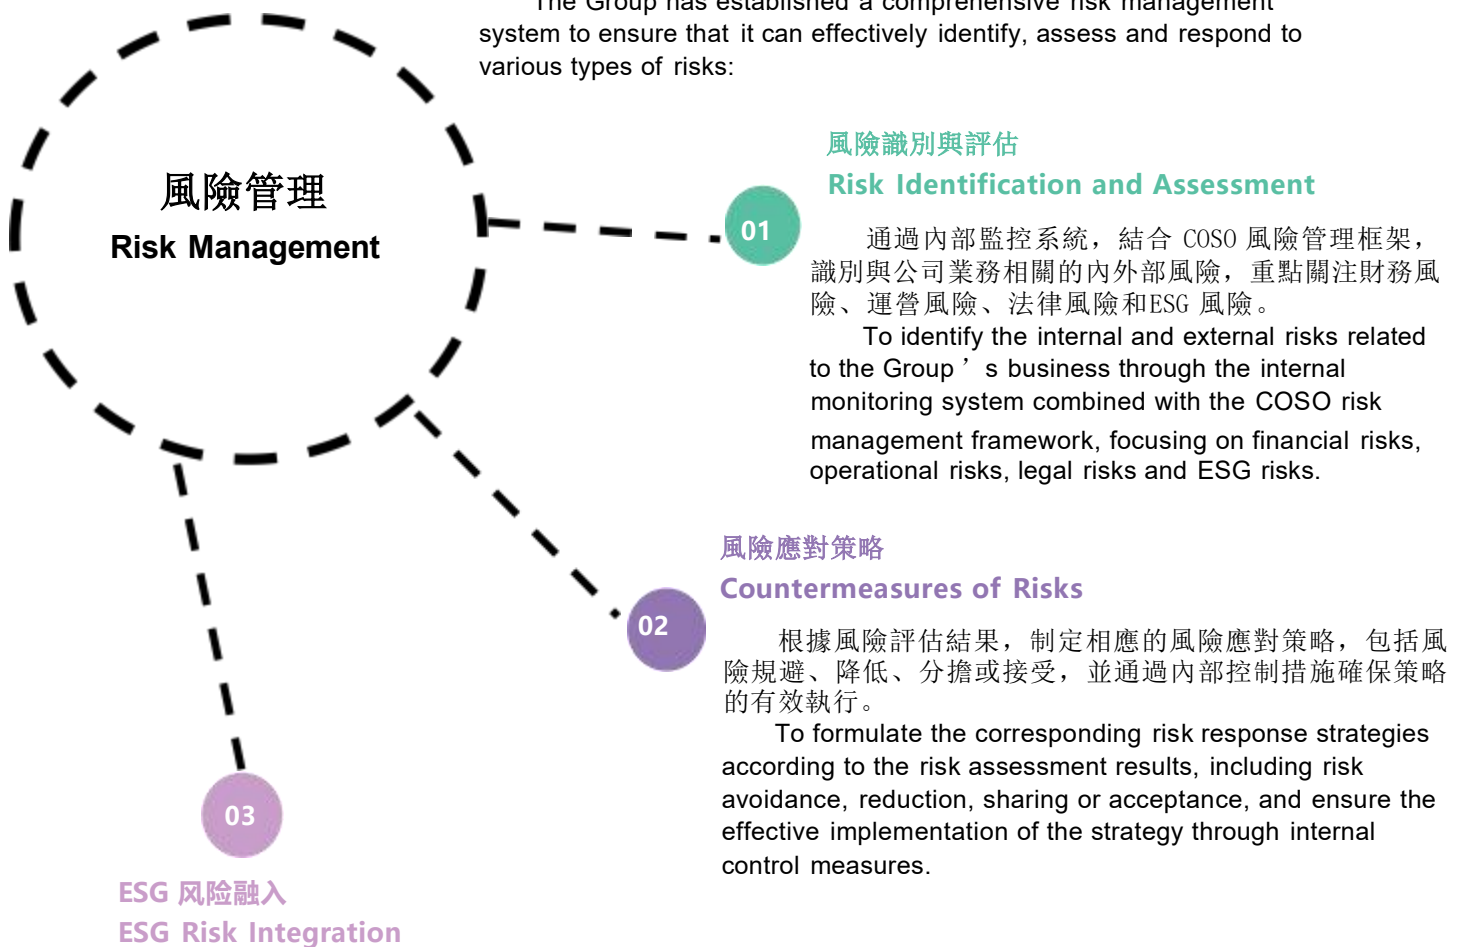 The Group has established a comprehensive risk management
system to ensure that it can effectively identify, assess and respond to
various types of risks:
風險管理
Risk Management
01
風險識別與評估
Risk Identification and Assessment
通過內部監控系統，結合 COSO 風險管理框架，
識別與公司業務相關的內外部風險，重點關注財務風
險、運營風險、法律風險和ESG 風險。
To identify the internal and external risks related
to the Group’s business through the internal
monitoring system combined with the COSO risk
management framework, focusing on financial risks,
operational risks, legal risks and ESG risks.
02
風險應對策略
Countermeasures of Risks
根據風險評估結果，制定相應的風險應對策略，包括風
險規避、降低、分擔或接受，並通過內部控制措施確保策略
的有效執行。
To formulate the corresponding risk response strategies
according to the risk assessment results, including risk
avoidance, reduction, sharing or acceptance, and ensure the
effective implementation of the strategy through internal
control measures.
03
ESG 风险融入
ESG Risk Integration